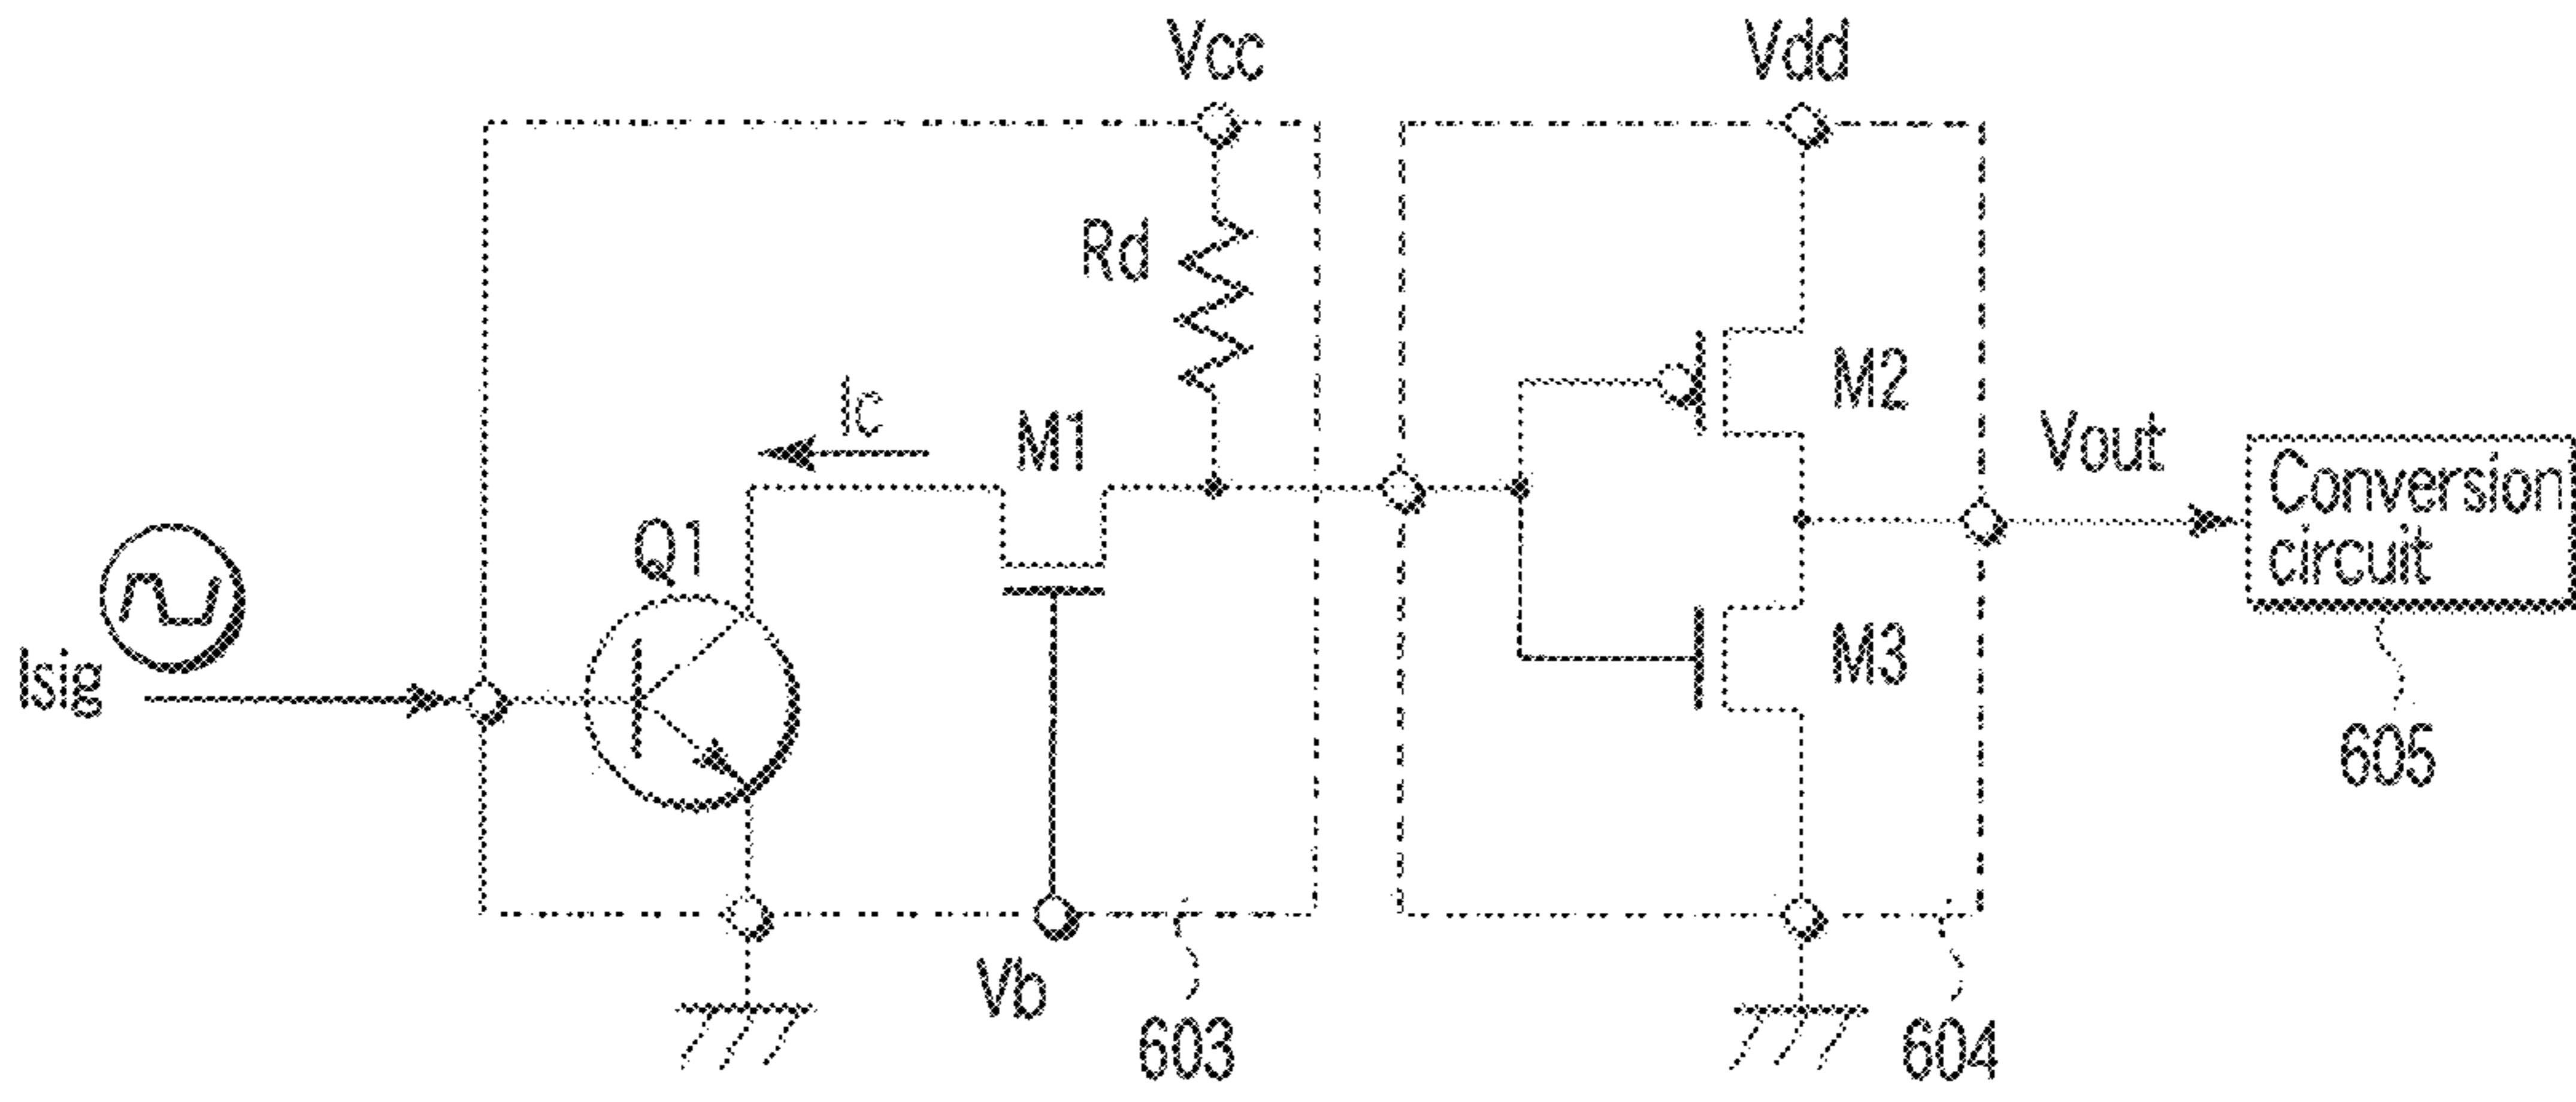 Vcc
Vdd
Rd
Ic
M1
M2
Vout
Conversion
circuit
Q1
Isig
M3
605
Vb
603
604